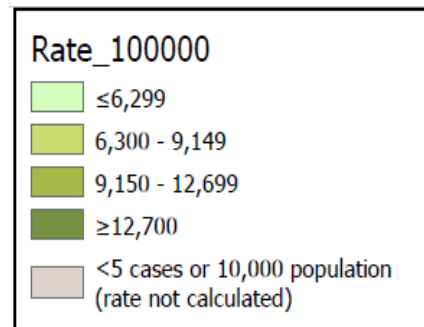 Rate_100000
≤6,299
6,300 - 9,149
9,150 - 12,699
≥12,700
<5 cases or 10,000 population
(rate not calculated)